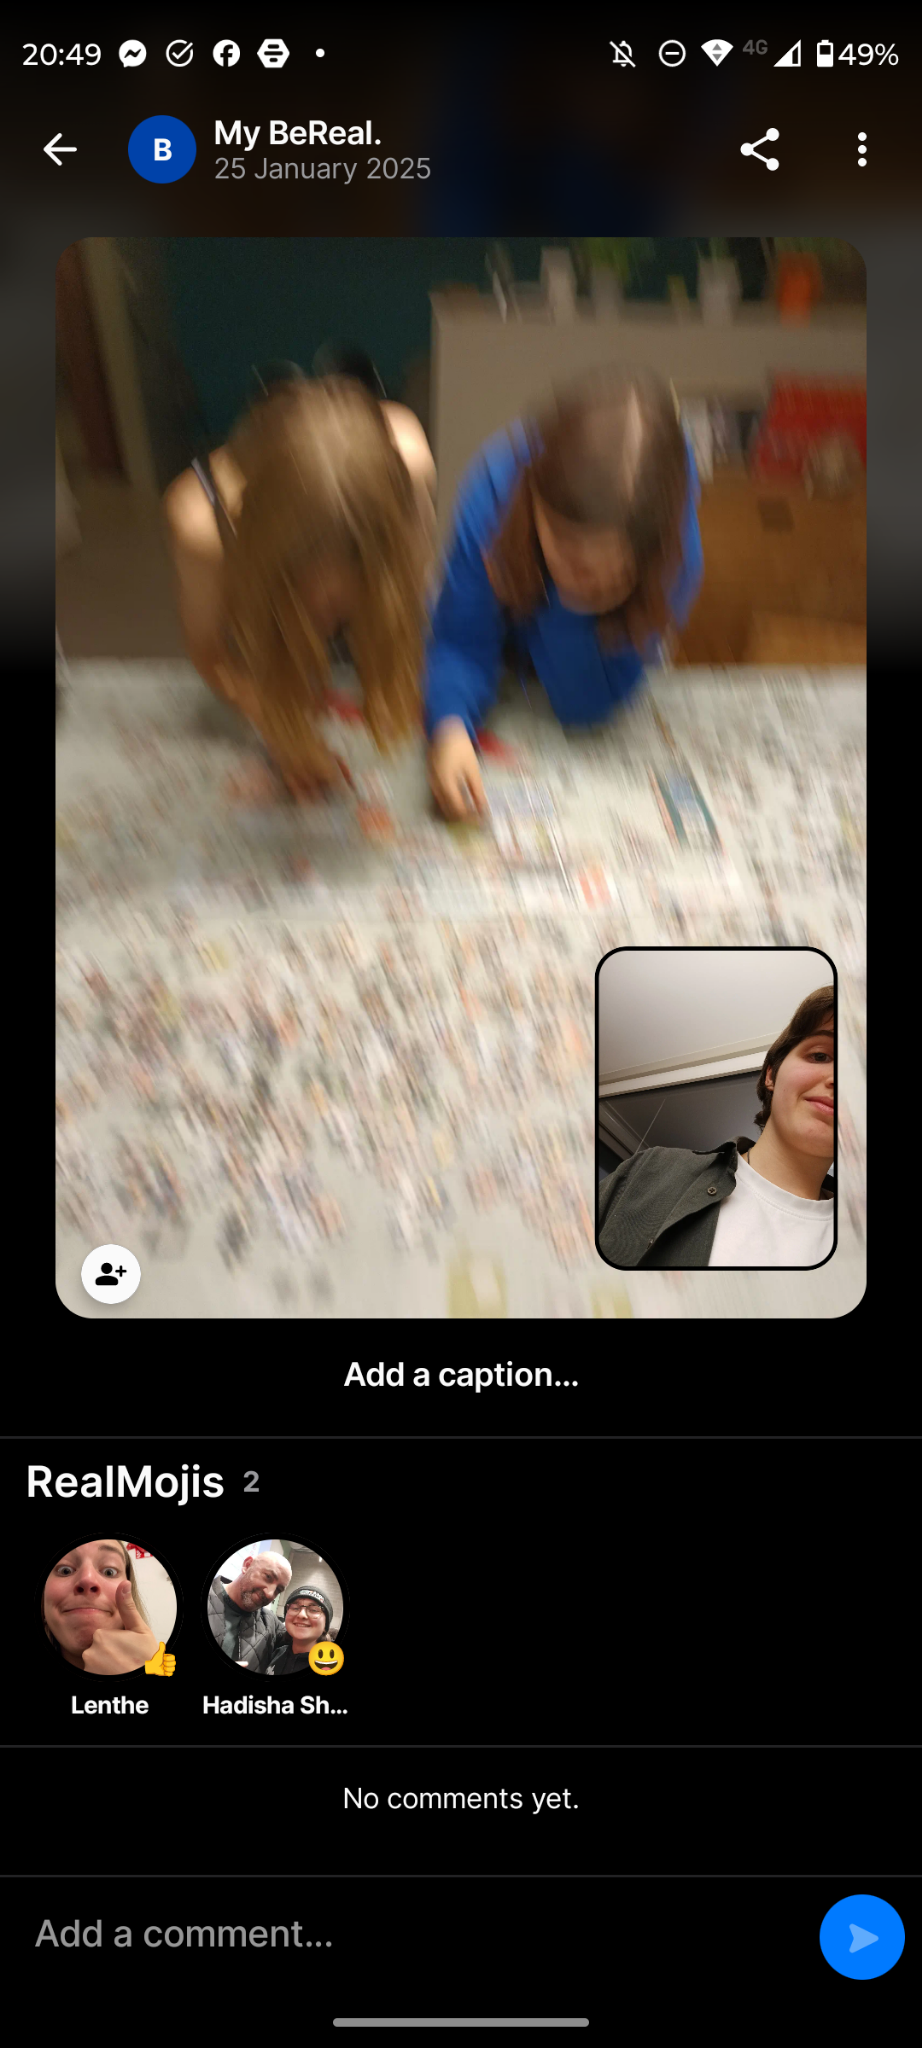 20:49
4G
49%
B
My BeReal.
25 January 2025
Add a caption...
RealMojis 2
Lenthe
Hadisha Sh...
No comments yet.
Add a comment...